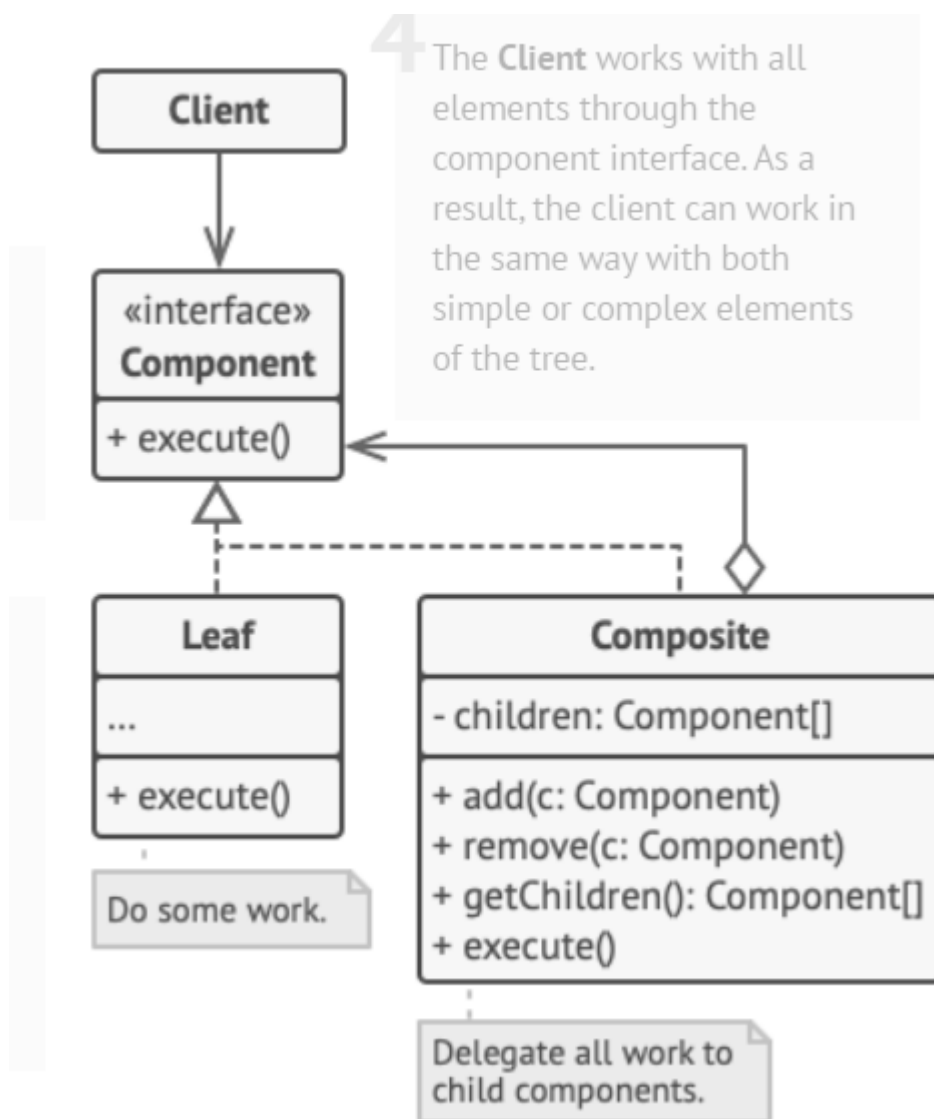 4
The Client works with all
elements through the
component interface. As a
result, the client can work in
the same way with both
simple or complex elements
of the tree.
Client
«interface»
Component
+ execute()
Leaf
...
+ execute()
Do some work.
Composite
- children: Component[]
+ add(c: Component)
+ remove(c: Component)
+ getChildren(): Component[]
+ execute()
Delegate all work to
child components.